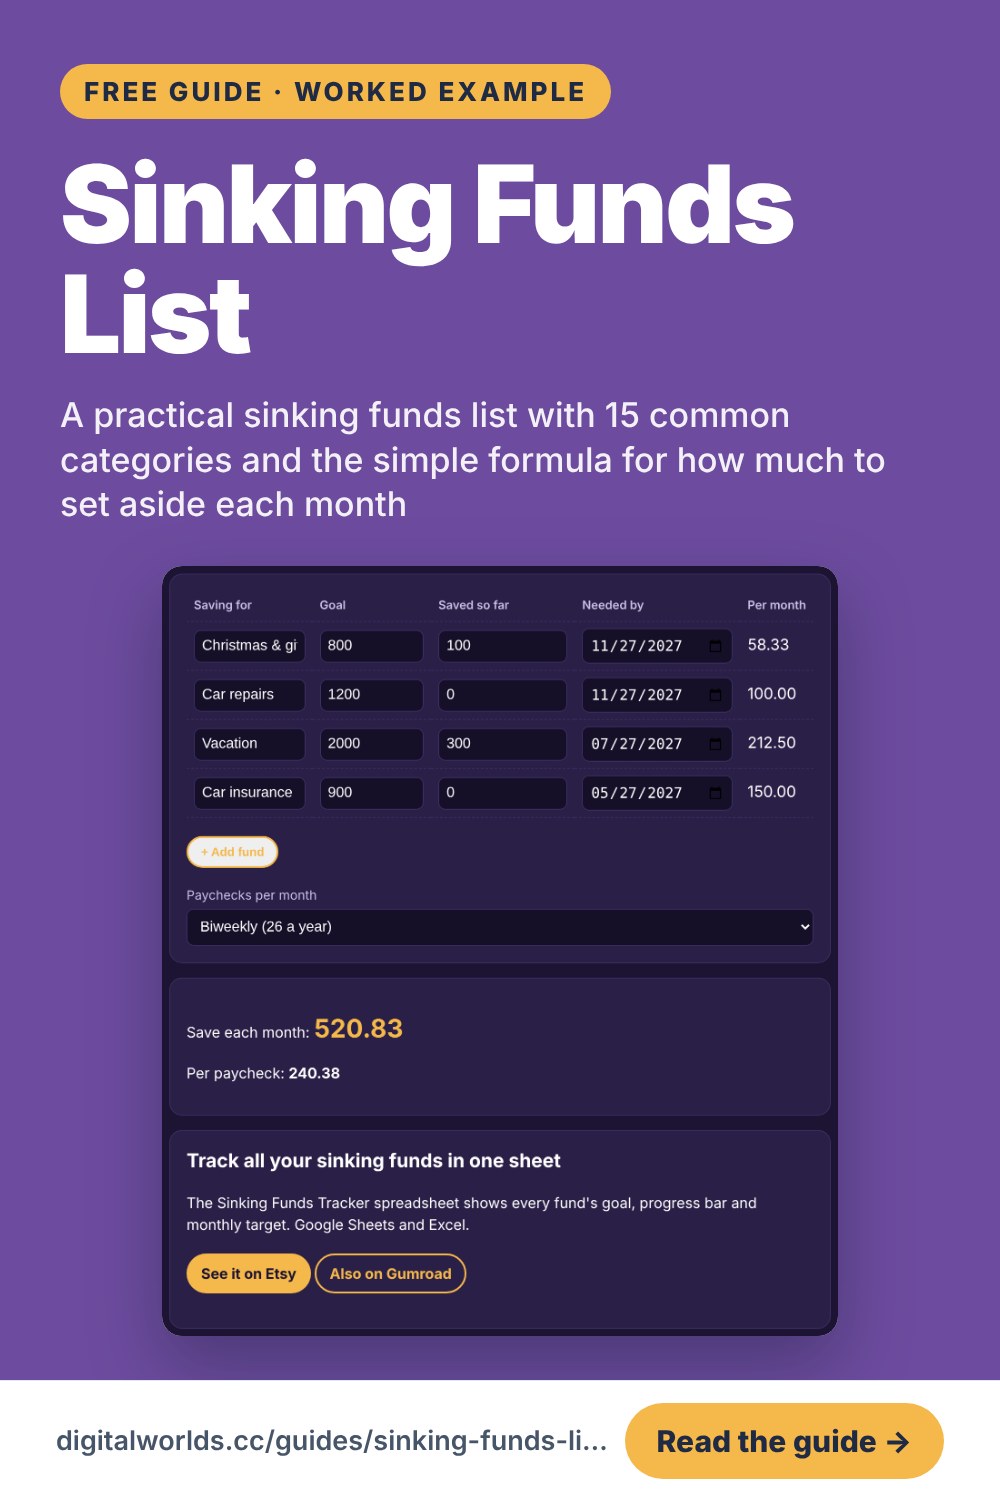 FREE GUIDE · WORKED EXAMPLE
Sinking Funds
List
A practical sinking funds list with 15 common
categories and the simple formula for how much to
set aside each month
Saving for Goal Saved so far Needed by Per month
Christmas & gi 800 100 11/27/2027 58.33
Car repairs 1200 0 11/27/2027 100.00
Vacation 2000 300 07/27/2027 212.50
Car insurance 900 0 05/27/2027 150.00
+ Add fund
Paychecks per month
Biweekly (26 a year)
Save each month: 520.83
Per paycheck: 240.38
Track all your sinking funds in one sheet
The Sinking Funds Tracker spreadsheet shows every fund's goal, progress bar and
monthly target. Google Sheets and Excel.
See it on Etsy Also on Gumroad
digitalworlds.cc/guides/sinking-funds-li... Read the guide →